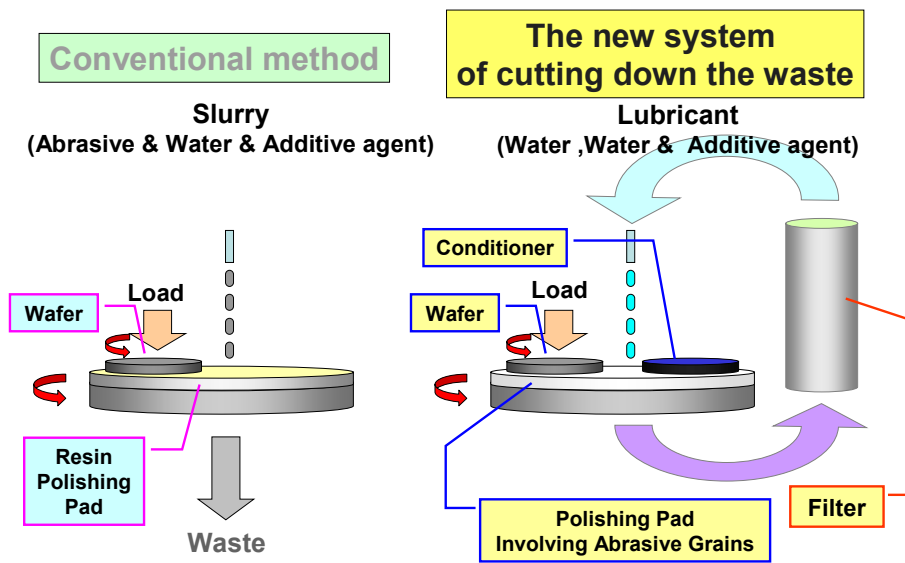 Conventional method
Slurry
(Abrasive & Water & Additive agent)
Load
Wafer
Resin
Polishing
Pad
Waste
The new system
of cutting down the waste
Lubricant
(Water ,Water & Additive agent)
Conditioner
Load
Wafer
Polishing Pad
Involving Abrasive Grains
Filter